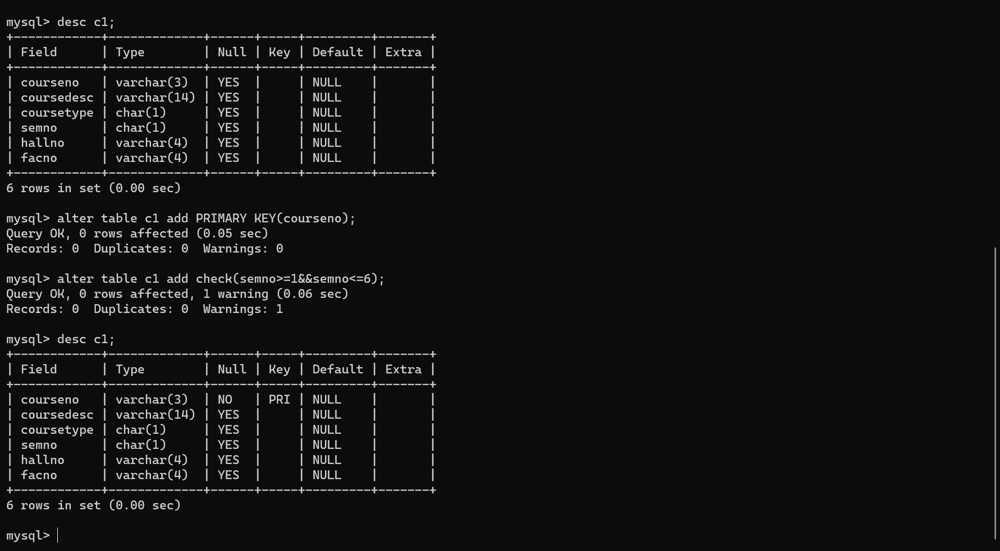 mysql> desc c1;
+------------+-------------+------+-----+---------+-------+
| Field      | Type        | Null | Key | Default | Extra |
+------------+-------------+------+-----+---------+-------+
| courseno   | varchar(3)  | YES  |     | NULL    |       |
| coursedesc | varchar(14) | YES  |     | NULL    |       |
| coursetype | char(1)     | YES  |     | NULL    |       |
| semno      | char(1)     | YES  |     | NULL    |       |
| hallno     | varchar(4)  | YES  |     | NULL    |       |
| facno      | varchar(4)  | YES  |     | NULL    |       |
+------------+-------------+------+-----+---------+-------+
6 rows in set (0.00 sec)

mysql> alter table c1 add PRIMARY KEY(courseno);
Query OK, 0 rows affected (0.05 sec)
Records: 0  Duplicates: 0  Warnings: 0

mysql> alter table c1 add check(semno>=1&&semno<=6);
Query OK, 0 rows affected, 1 warning (0.06 sec)
Records: 0  Duplicates: 0  Warnings: 1

mysql> desc c1;
+------------+-------------+------+-----+---------+-------+
| Field      | Type        | Null | Key | Default | Extra |
+------------+-------------+------+-----+---------+-------+
| courseno   | varchar(3)  | NO   | PRI | NULL    |       |
| coursedesc | varchar(14) | YES  |     | NULL    |       |
| coursetype | char(1)     | YES  |     | NULL    |       |
| semno      | char(1)     | YES  |     | NULL    |       |
| hallno     | varchar(4)  | YES  |     | NULL    |       |
| facno      | varchar(4)  | YES  |     | NULL    |       |
+------------+-------------+------+-----+---------+-------+
6 rows in set (0.00 sec)

mysql>